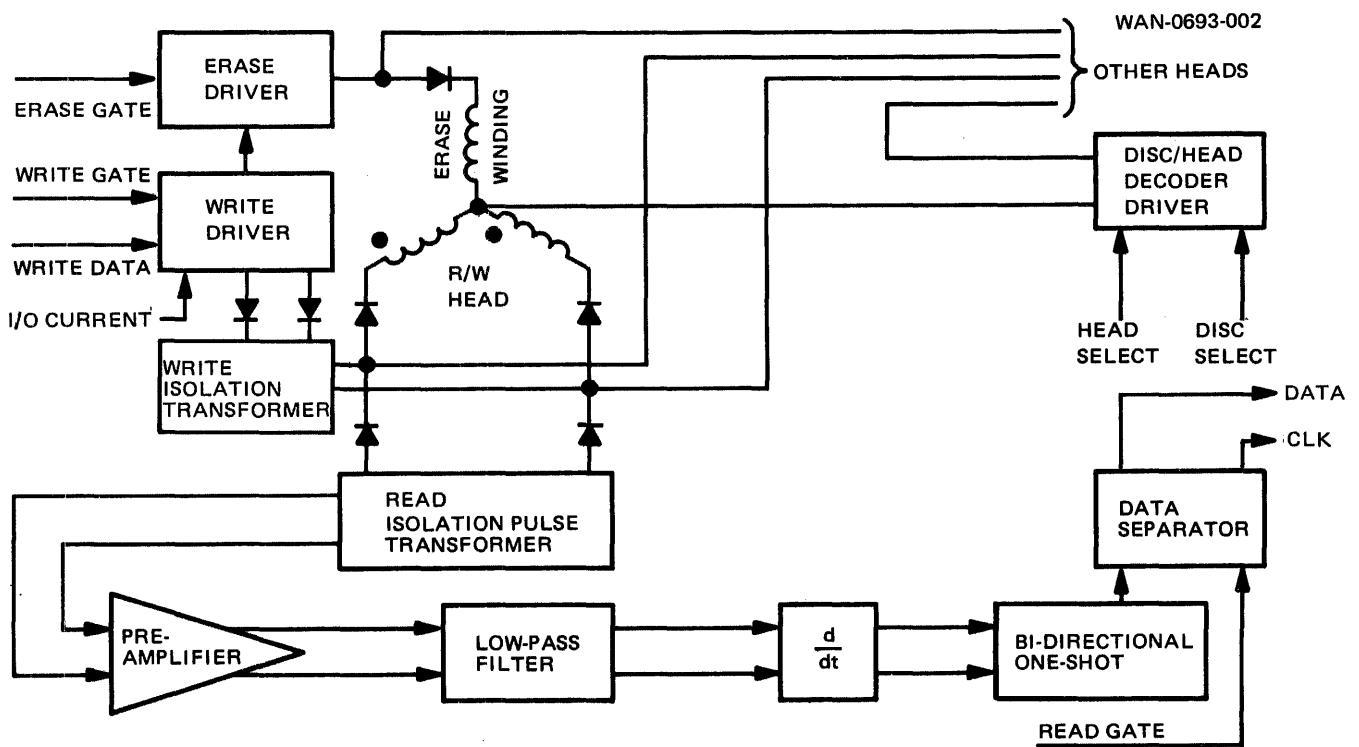 WAN-0693-002
ERASE
DRIVER
ERASE GATE
ERASE
WINDING
OTHER HEADS
WRITE GATE
WRITE
DRIVER
WRITE DATA
I/O CURRENT
R/W
HEAD
DISC/HEAD
DECODER
DRIVER
HEAD
SELECT
DISC
SELECT
WRITE
ISOLATION
TRANSFORMER
DATA
CLK
READ
ISOLATION PULSE
TRANSFORMER
DATA
SEPARATOR
PRE-
AMPLIFIER
LOW-PASS
FILTER
d
dt
BI-DIRECTIONAL
ONE-SHOT
READ GATE